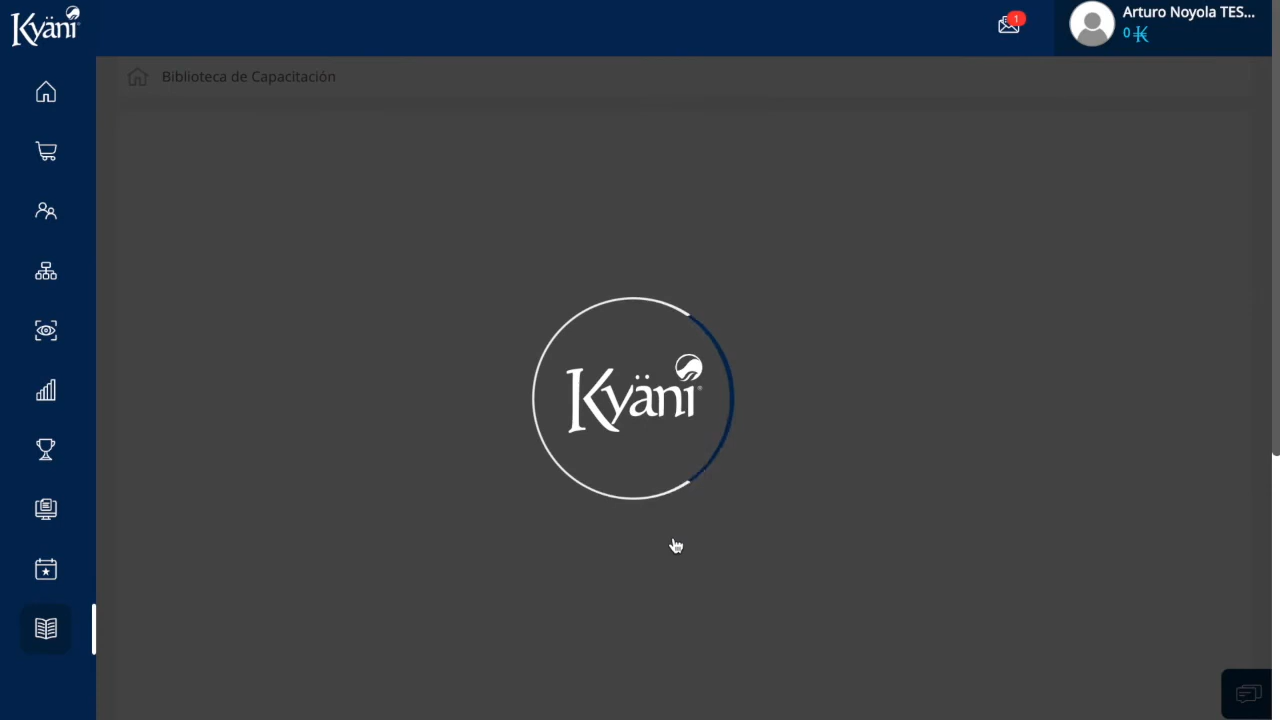 Kyäni
1
Arturo Noyola TES...
0 K
Biblioteca de Capacitación
Kyäni